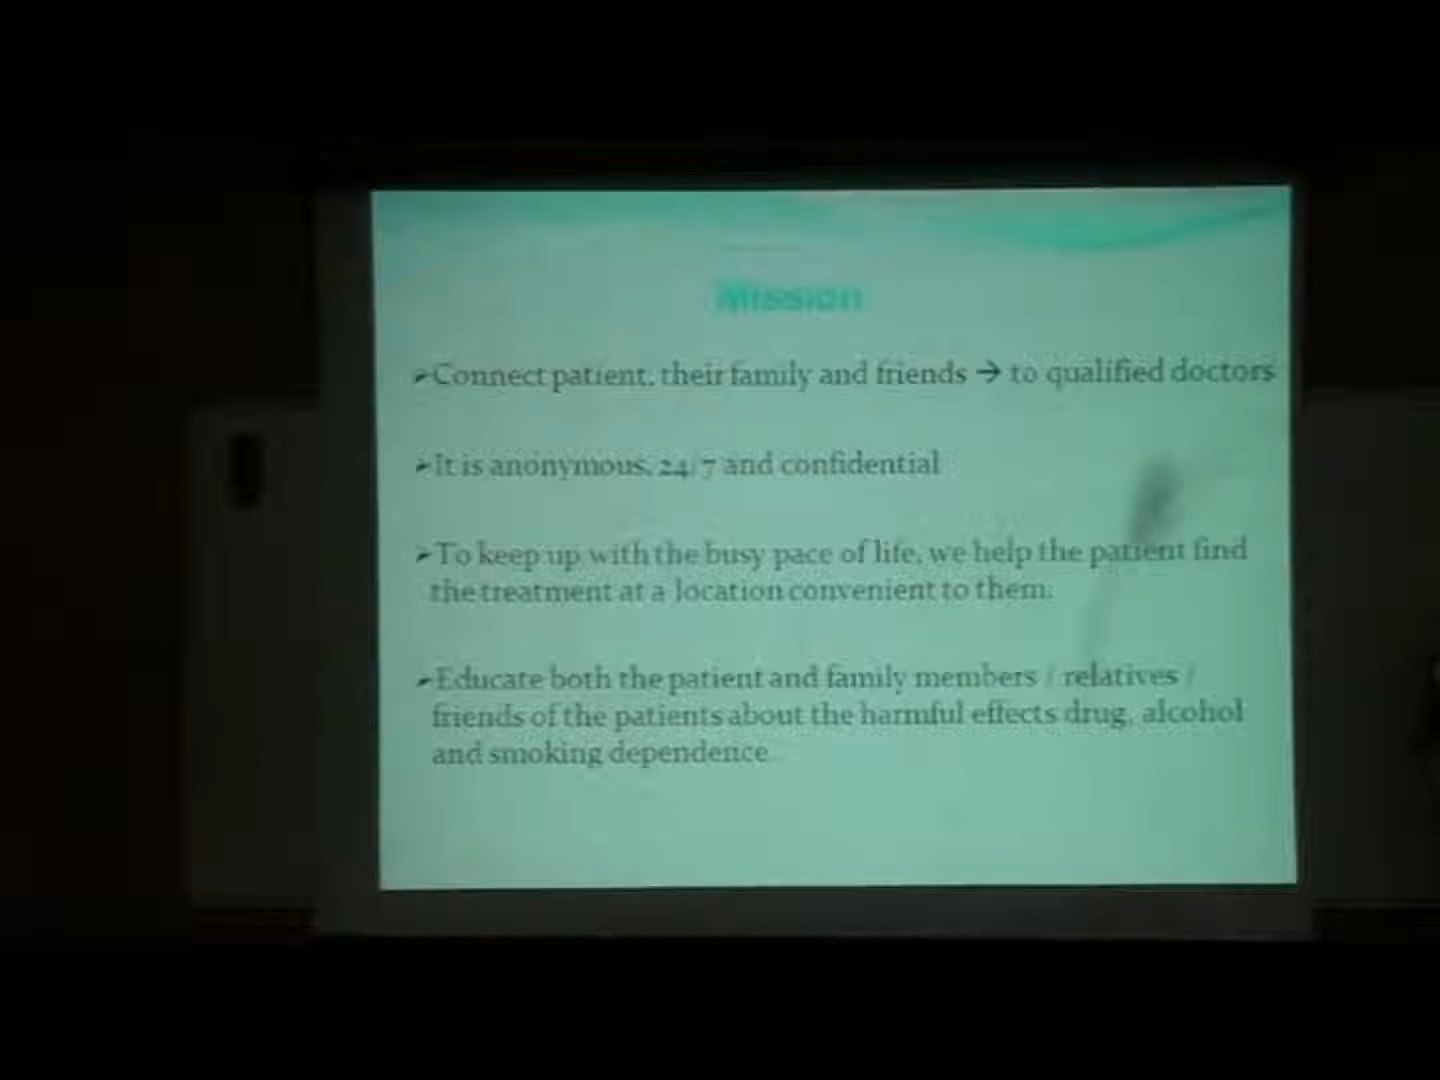 Mission
➢Connect patient, their family and friends → to qualified doctors
➢It is anonymous, 24/7 and confidential
➢To keep up with the busy pace of life, we help the patient find
the treatment at a location convenient to them.
➢Educate both the patient and family members / relatives /
friends of the patients about the harmful effects drug, alcohol
and smoking dependence